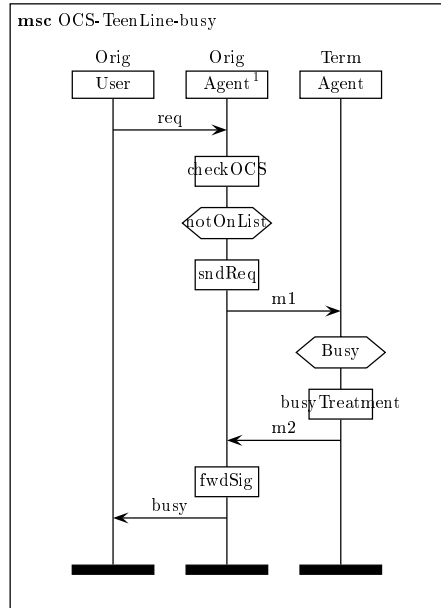 msc OCS-TeenLine-busy
Orig Orig Term
User Agent¹ Agent
req
checkOCS
notOnList
sndReq
m1
Busy
busyTreatment
m2
fwdSig
busy